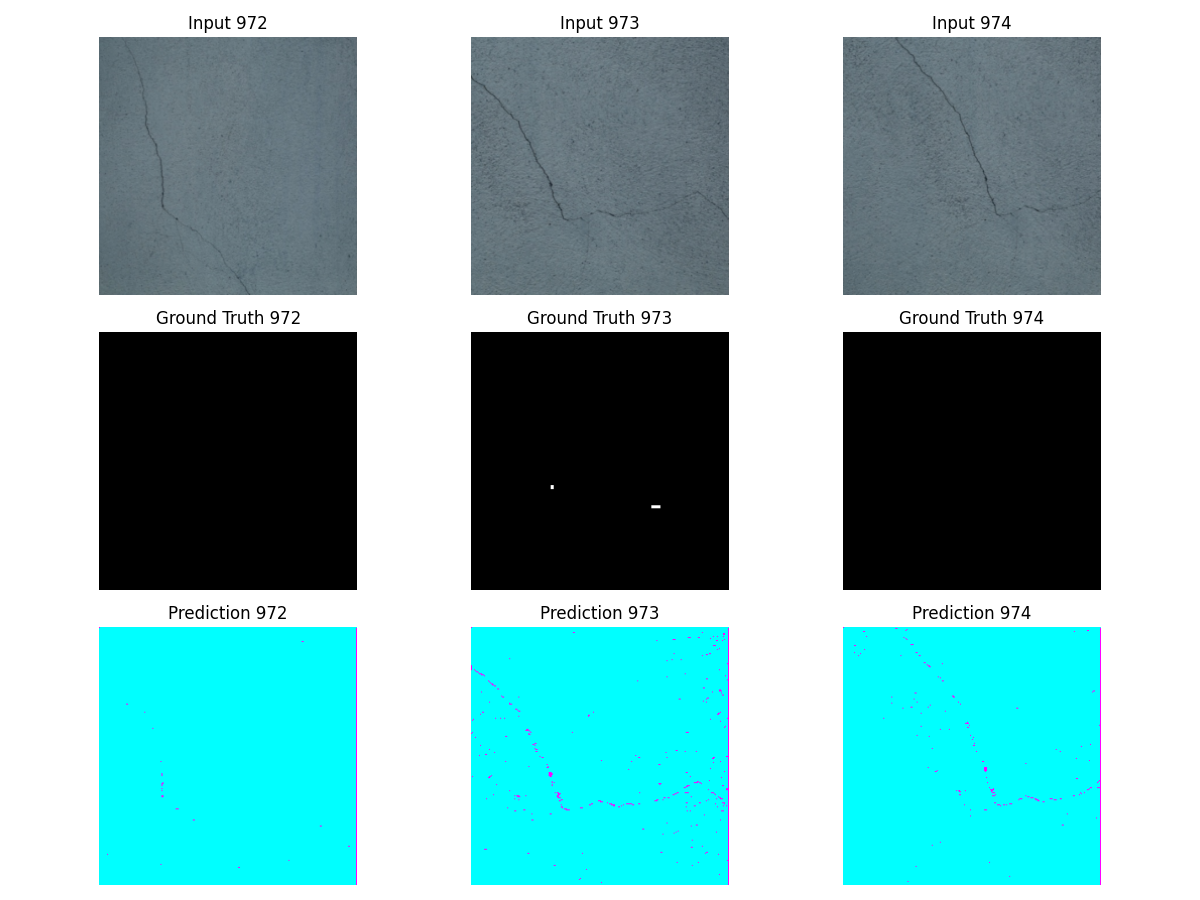 Input 972
Input 973
Input 974
Ground Truth 972
Ground Truth 973
Ground Truth 974
Prediction 972
Prediction 973
Prediction 974